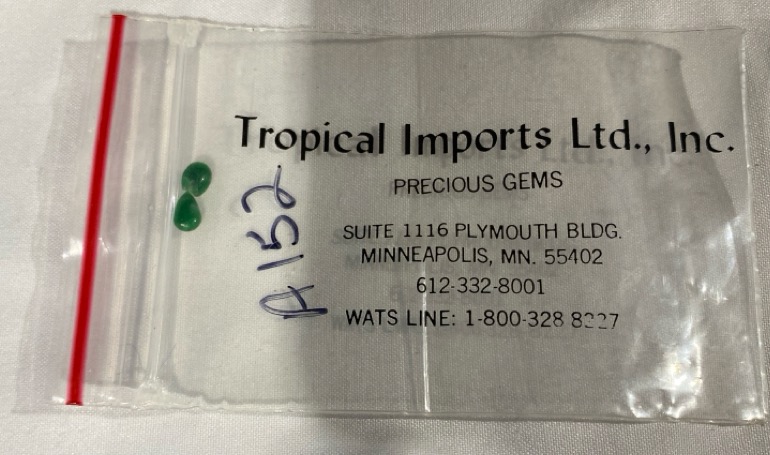 Tropical Imports Ltd., Inc.
PRECIOUS GEMS
SUITE 1116 PLYMOUTH BLDG.
MINNEAPOLIS, MN. 55402
612-332-8001
WATS LINE: 1-800-328
A152